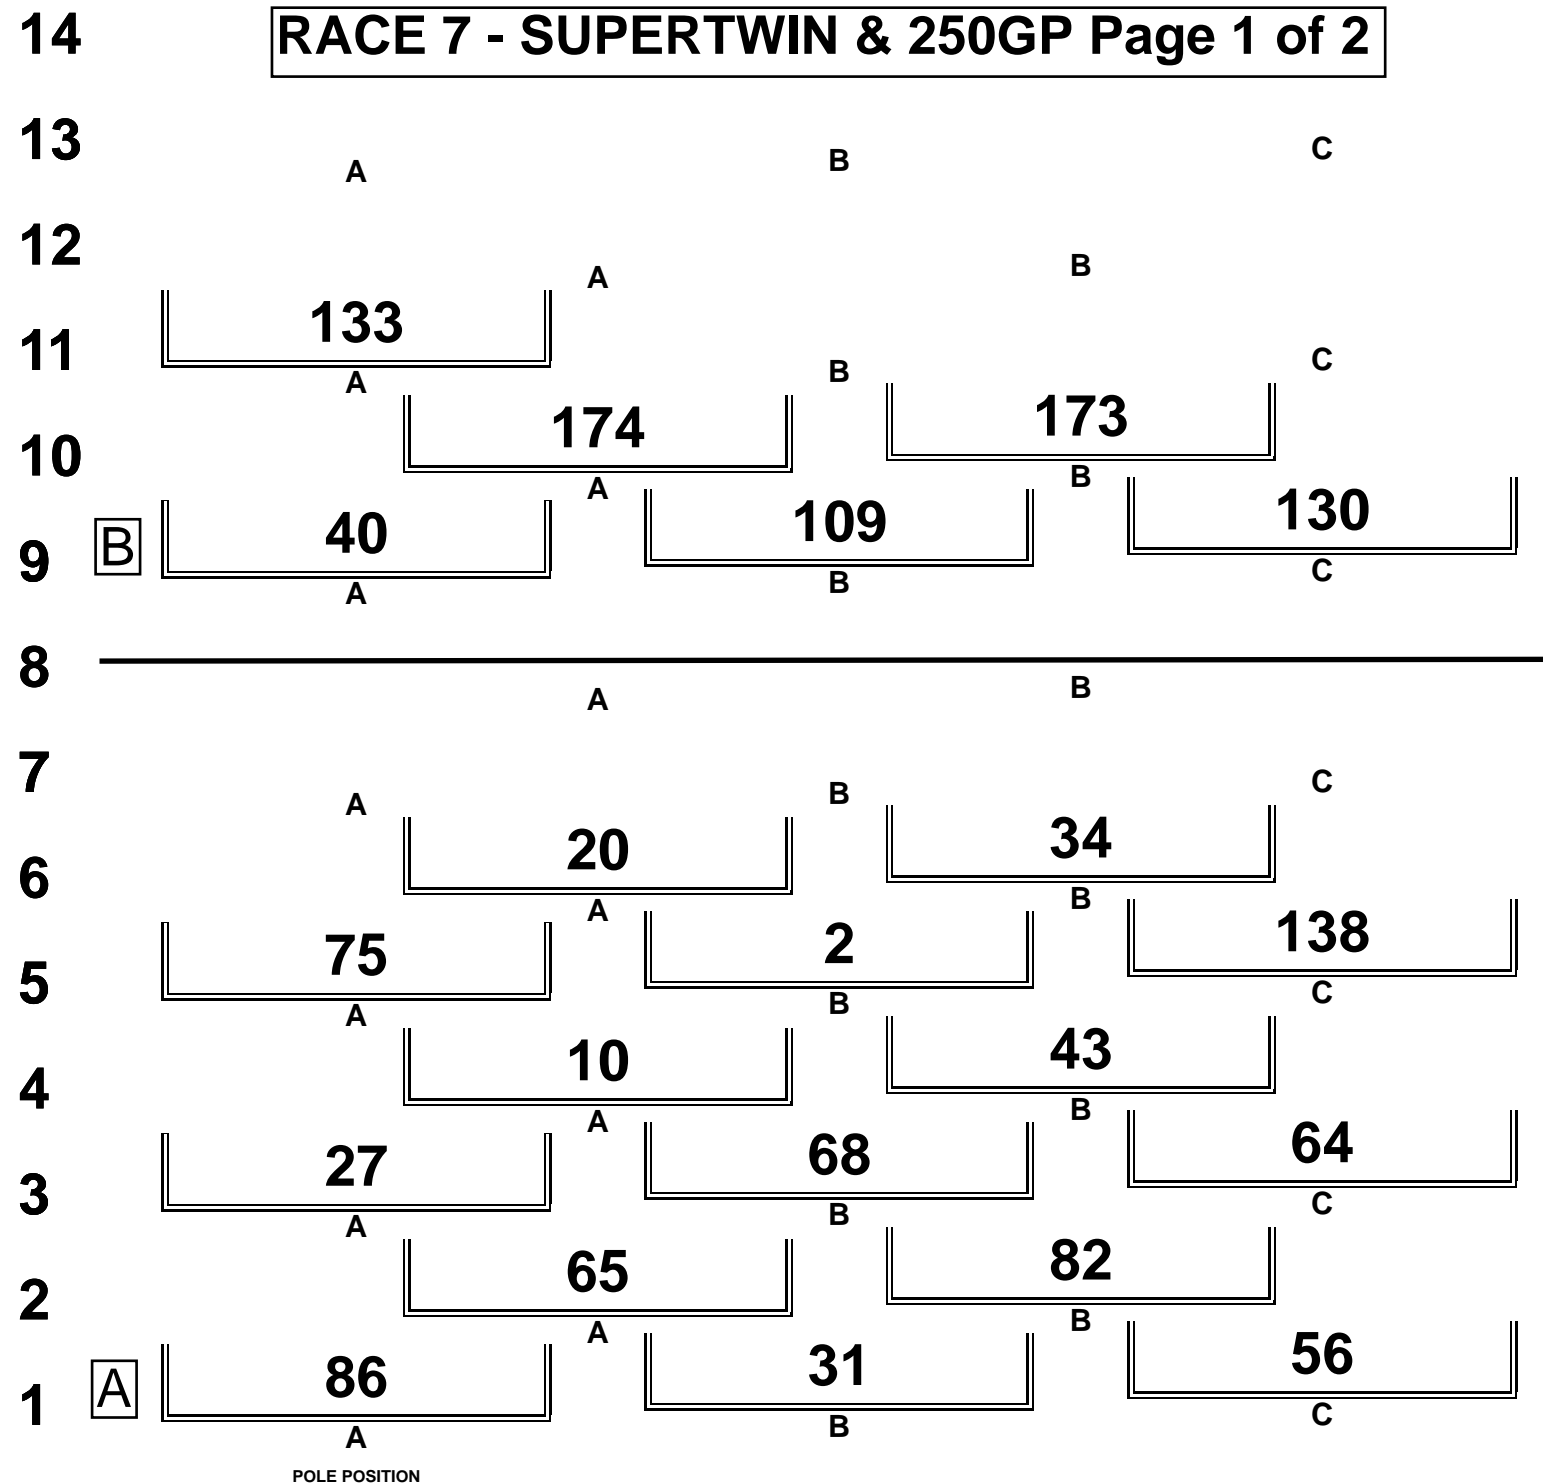 14 RACE 7 - SUPERTWIN & 250GP Page 1 of 2
13
A B C
12
A B
133
11
A B C
174 173
10
A B
B 40 109 130
9
A B C
8
A B
7
A B C
20 34
6
A B
75 2 138
5
A B C
10 43
4
A B
27 68 64
3
A B C
65 82
2
A B
A 86 31 56
1
A B C
POLE POSITION